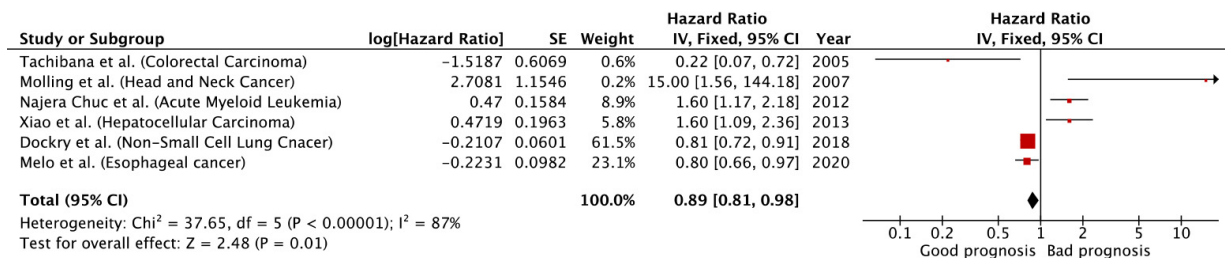 Hazard Ratio Hazard Ratio
Study or Subgroup log[Hazard Ratio] SE Weight IV, Fixed, 95% CI Year IV, Fixed, 95% CI
Tachibana et al. (Colorectal Carcinoma) −1.5187 0.6069 0.6% 0.22 [0.07, 0.72] 2005
Molling et al. (Head and Neck Cancer) 2.7081 1.1546 0.2% 15.00 [1.56, 144.18] 2007
Najera Chuc et al. (Acute Myeloid Leukemia) 0.47 0.1584 8.9% 1.60 [1.17, 2.18] 2012
Xiao et al. (Hepatocellular Carcinoma) 0.4719 0.1963 5.8% 1.60 [1.09, 2.36] 2013
Dockry et al. (Non-Small Cell Lung Cnacer) −0.2107 0.0601 61.5% 0.81 [0.72, 0.91] 2018
Melo et al. (Esophageal cancer) −0.2231 0.0982 23.1% 0.80 [0.66, 0.97] 2020
Total (95% CI) 100.0% 0.89 [0.81, 0.98]
Heterogeneity: Chi² = 37.65, df = 5 (P < 0.00001); I² = 87%
Test for overall effect: Z = 2.48 (P = 0.01)
0.1 0.2 0.5 1 2 5 10
Good prognosis Bad prognosis